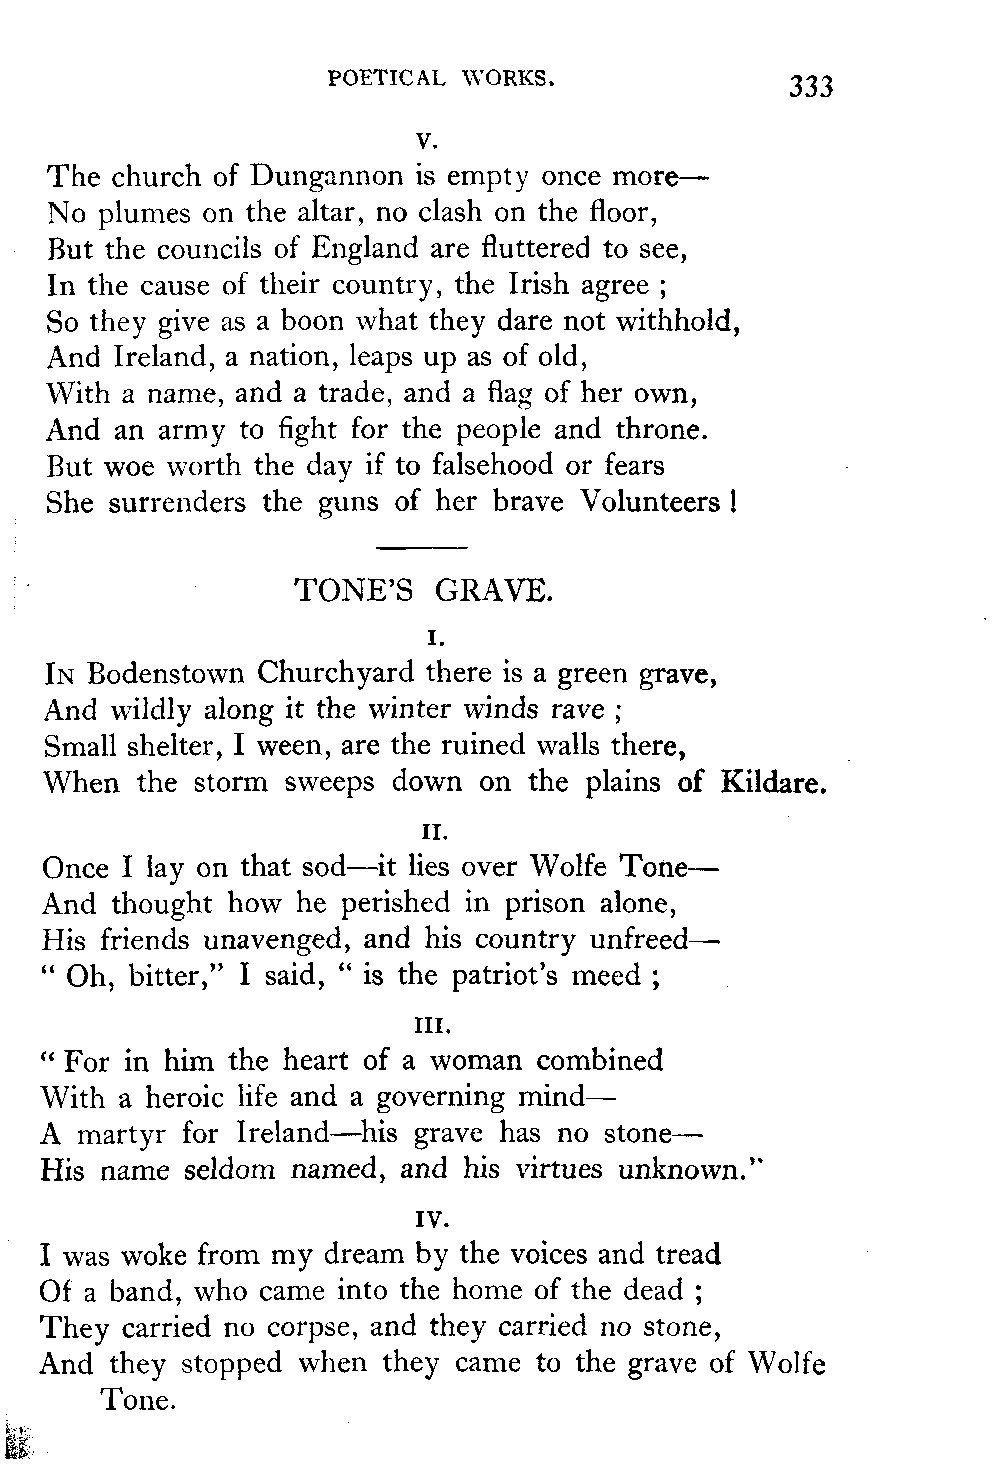 POETICAL WORKS. 333
V.
The church of Dungannon is empty once more—
No plumes on the altar, no clash on the floor,
But the councils of England are fluttered to see,
In the cause of their country, the Irish agree ;
So they give as a boon what they dare not withhold,
And Ireland, a nation, leaps up as of old,
With a name, and a trade, and a flag of her own,
And an army to fight for the people and throne.
But woe worth the day if to falsehood or fears
She surrenders the guns of her brave Volunteers !
TONE'S GRAVE.
I.
IN Bodenstown Churchyard there is a green grave,
And wildly along it the winter winds rave ;
Small shelter, I ween, are the ruined walls there,
When the storm sweeps down on the plains of Kildare.
II.
Once I lay on that sod—it lies over Wolfe Tone—
And thought how he perished in prison alone,
His friends unavenged, and his country unfreed—
“ Oh, bitter,” I said, “ is the patriot's meed ;
III.
“ For in him the heart of a woman combined
With a heroic life and a governing mind—
A martyr for Ireland—his grave has no stone—
His name seldom named, and his virtues unknown.”
IV.
I was woke from my dream by the voices and tread
Of a band, who came into the home of the dead ;
They carried no corpse, and they carried no stone,
And they stopped when they came to the grave of Wolfe
Tone.